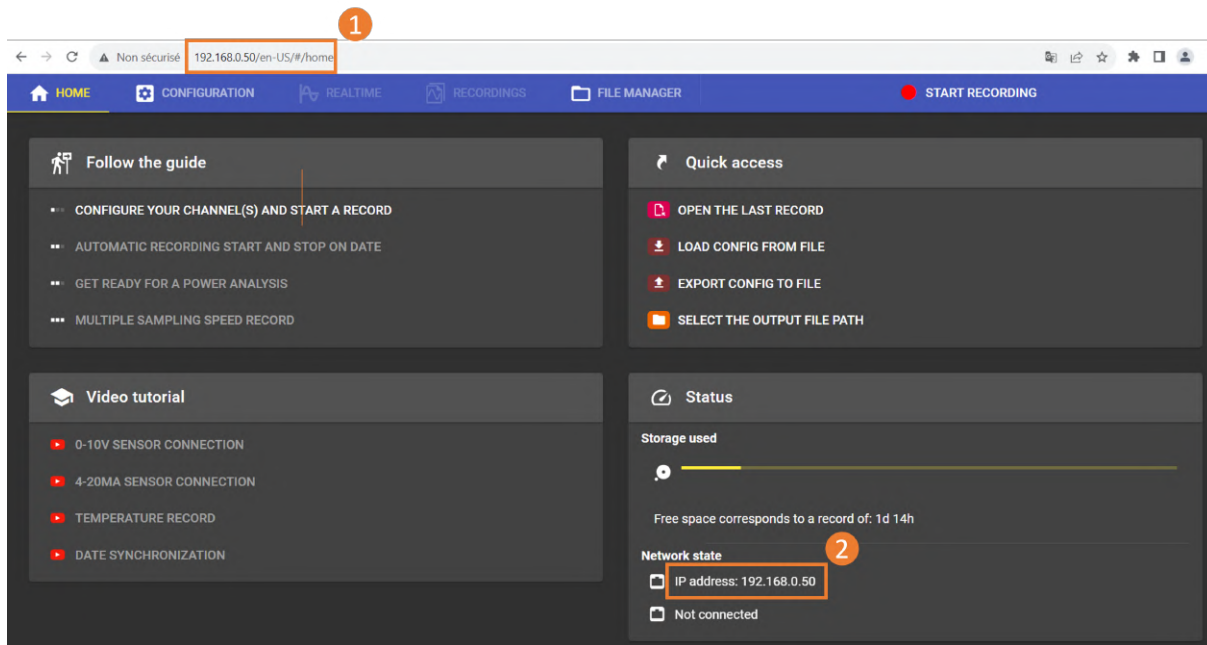 1
Non sécurisé 192.168.0.50/en-US/#/home
HOME CONFIGURATION REALTIME RECORDINGS FILE MANAGER START RECORDING
Follow the guide
CONFIGURE YOUR CHANNEL(S) AND START A RECORD
AUTOMATIC RECORDING START AND STOP ON DATE
GET READY FOR A POWER ANALYSIS
MULTIPLE SAMPLING SPEED RECORD
Quick access
OPEN THE LAST RECORD
LOAD CONFIG FROM FILE
EXPORT CONFIG TO FILE
SELECT THE OUTPUT FILE PATH
Video tutorial
0-10V SENSOR CONNECTION
4-20MA SENSOR CONNECTION
TEMPERATURE RECORD
DATE SYNCHRONIZATION
Status
Storage used
Free space corresponds to a record of: 1d 14h
Network state
2
IP address: 192.168.0.50
Not connected